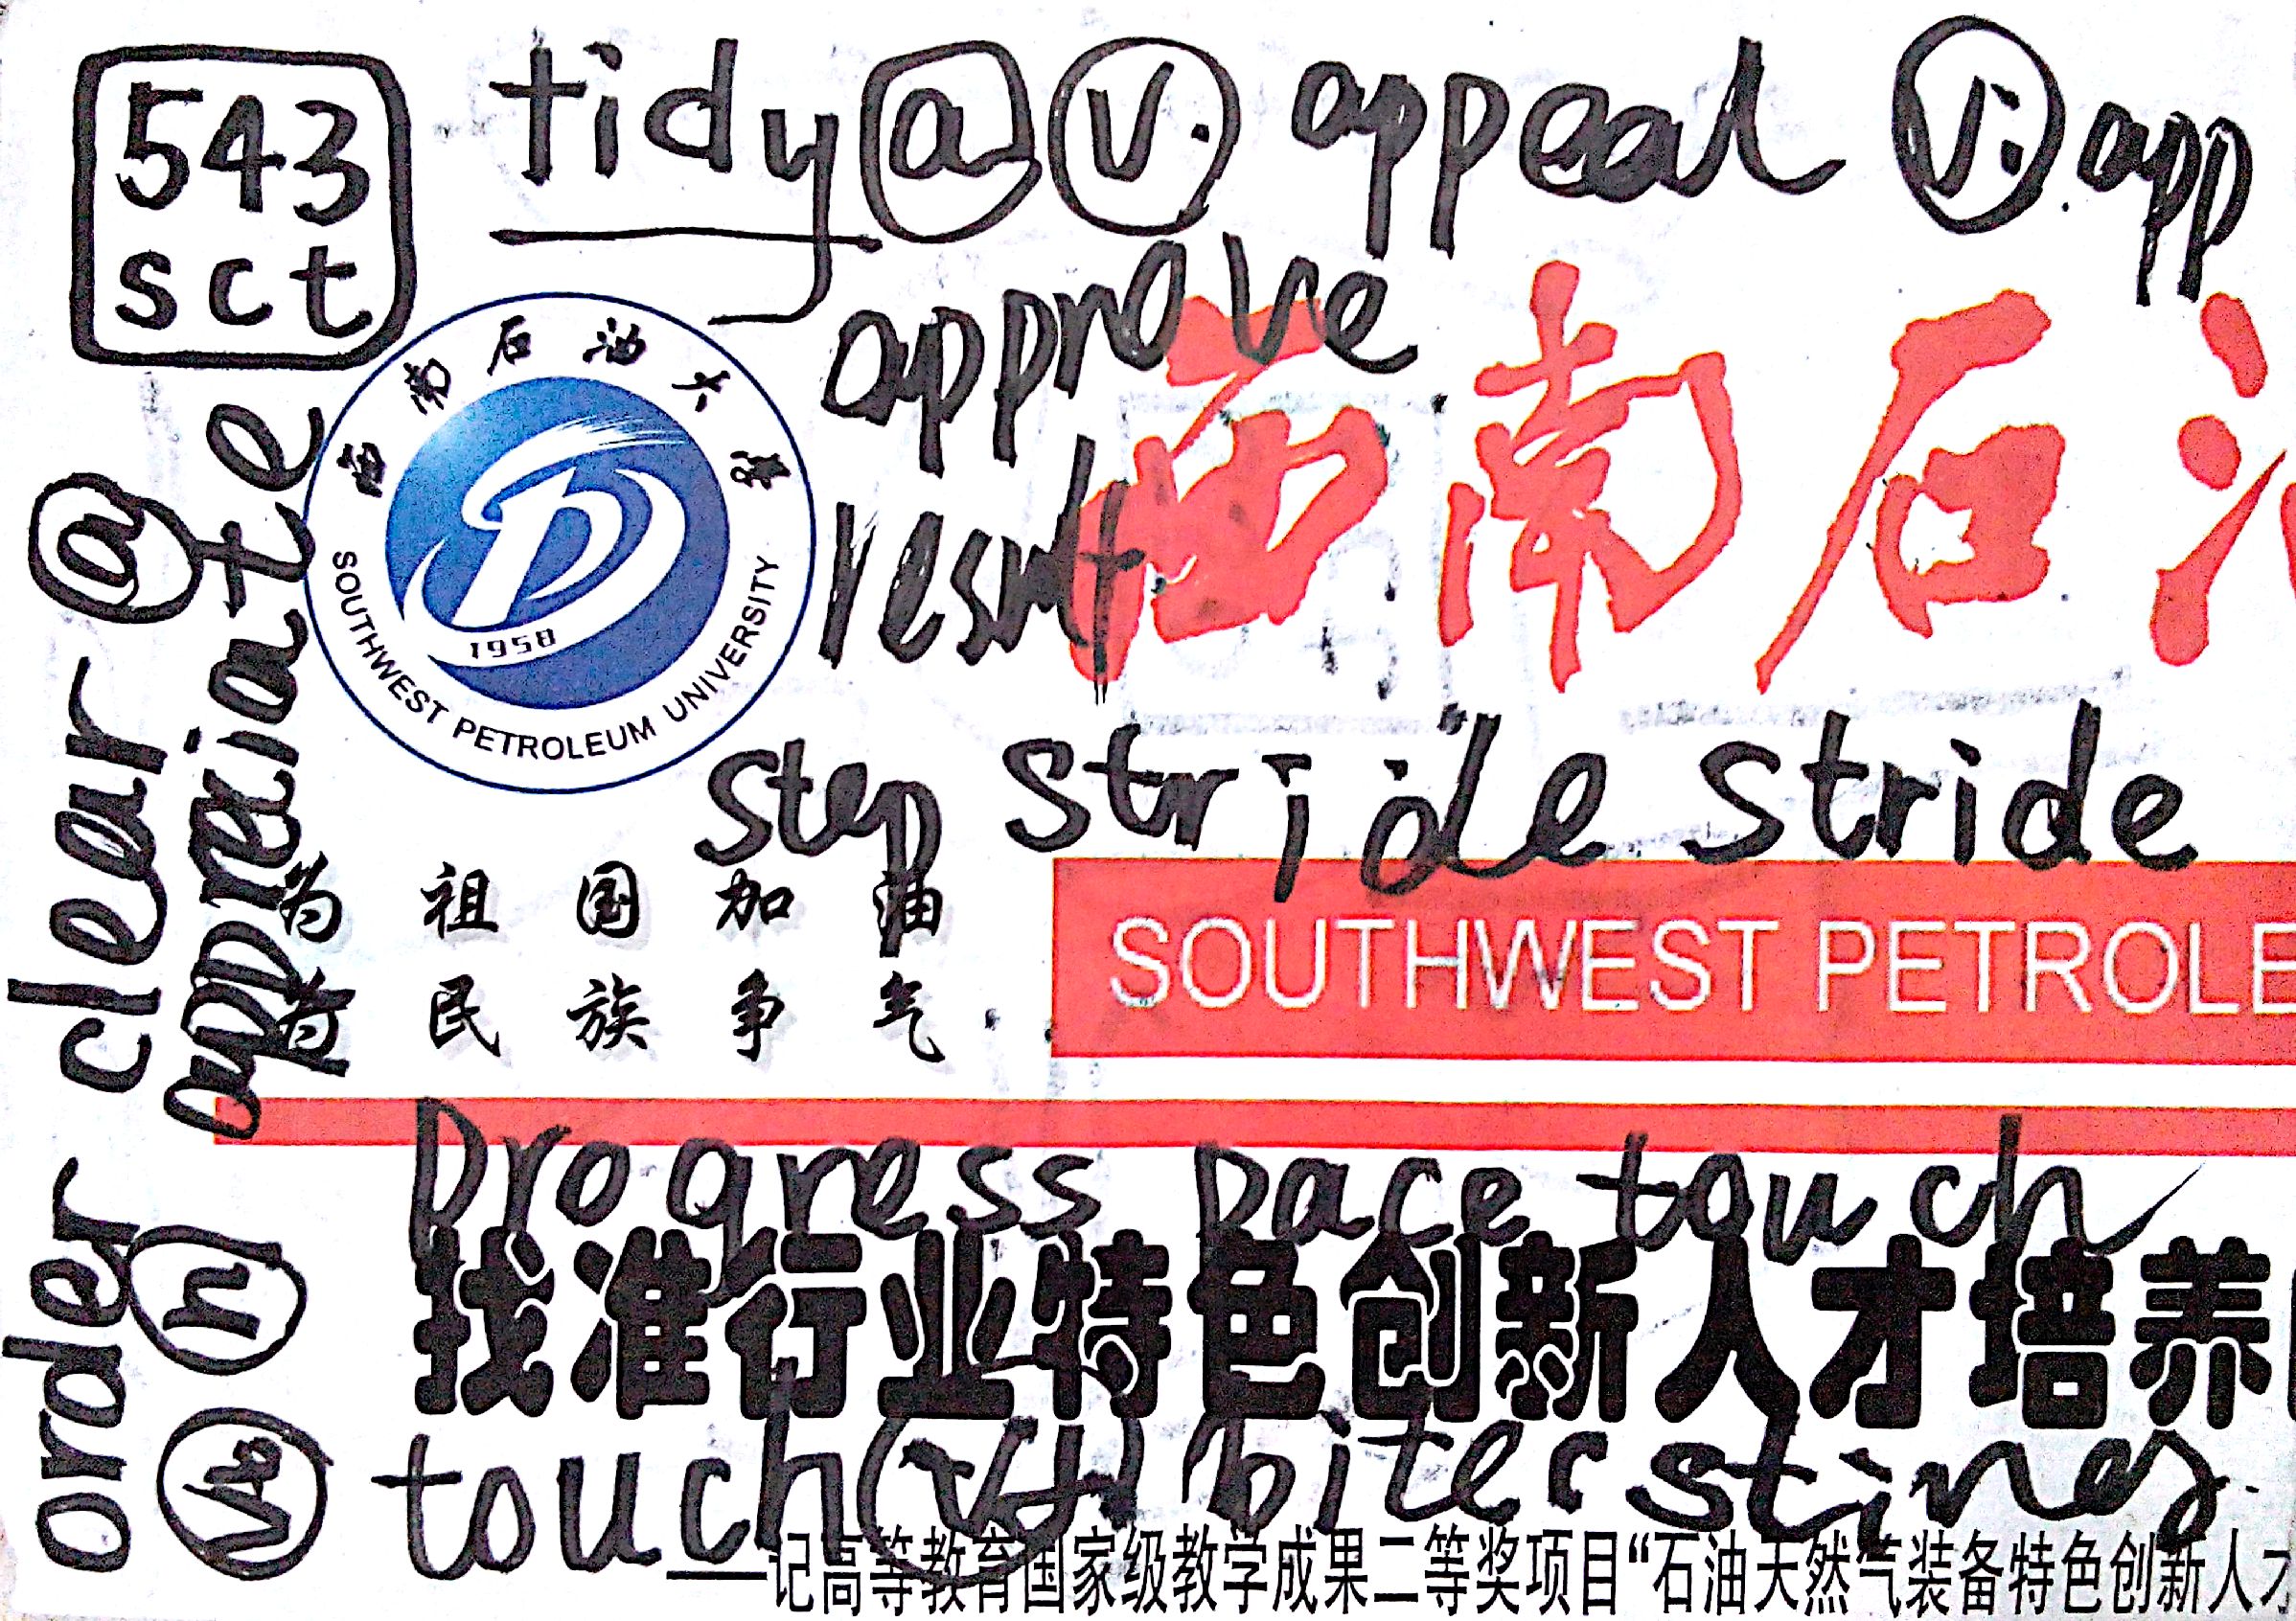 543
sct
tidy a v. appeal v. app
approve
result
西南石油大学
1958
SOUTHWEST PETROLEUM UNIVERSITY
西南石
clear a
appreciate
step stride stride
为祖国加油
为民族争气
SOUTHWEST PETROLE
order n
progress pace touch
找准行业特色创新人才培养
touch bite sting
——记高等教育国家级教学成果二等奖项目“石油天然气装备特色创新人才